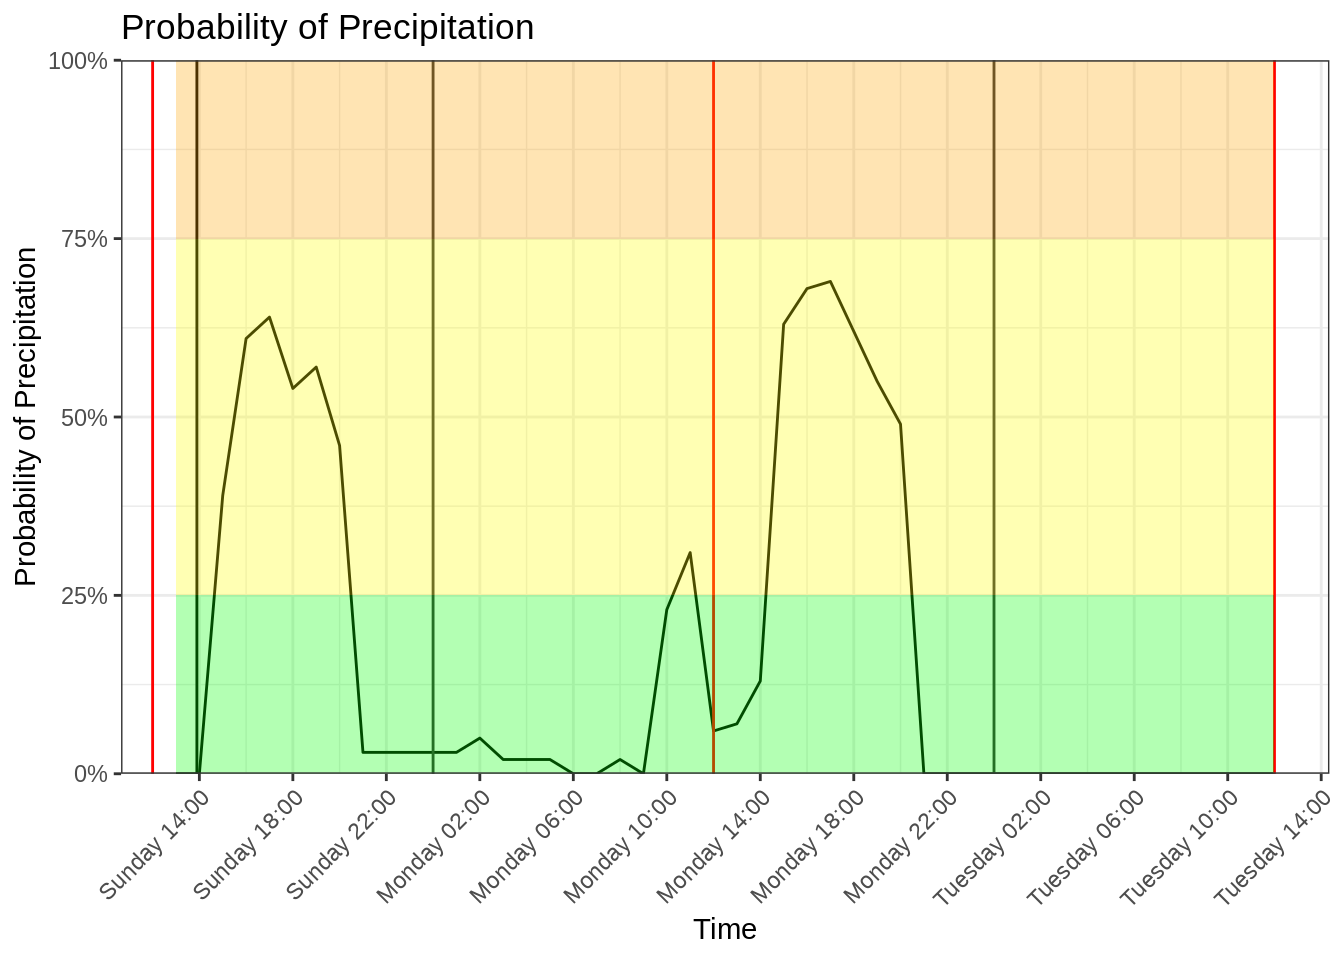 Probability of Precipitation
Probability of Precipitation
100%
75%
50%
25%
0%
Sunday 14:00
Sunday 18:00
Sunday 22:00
Monday 02:00
Monday 06:00
Monday 10:00
Monday 14:00
Monday 18:00
Monday 22:00
Tuesday 02:00
Tuesday 06:00
Tuesday 10:00
Tuesday 14:00
Time